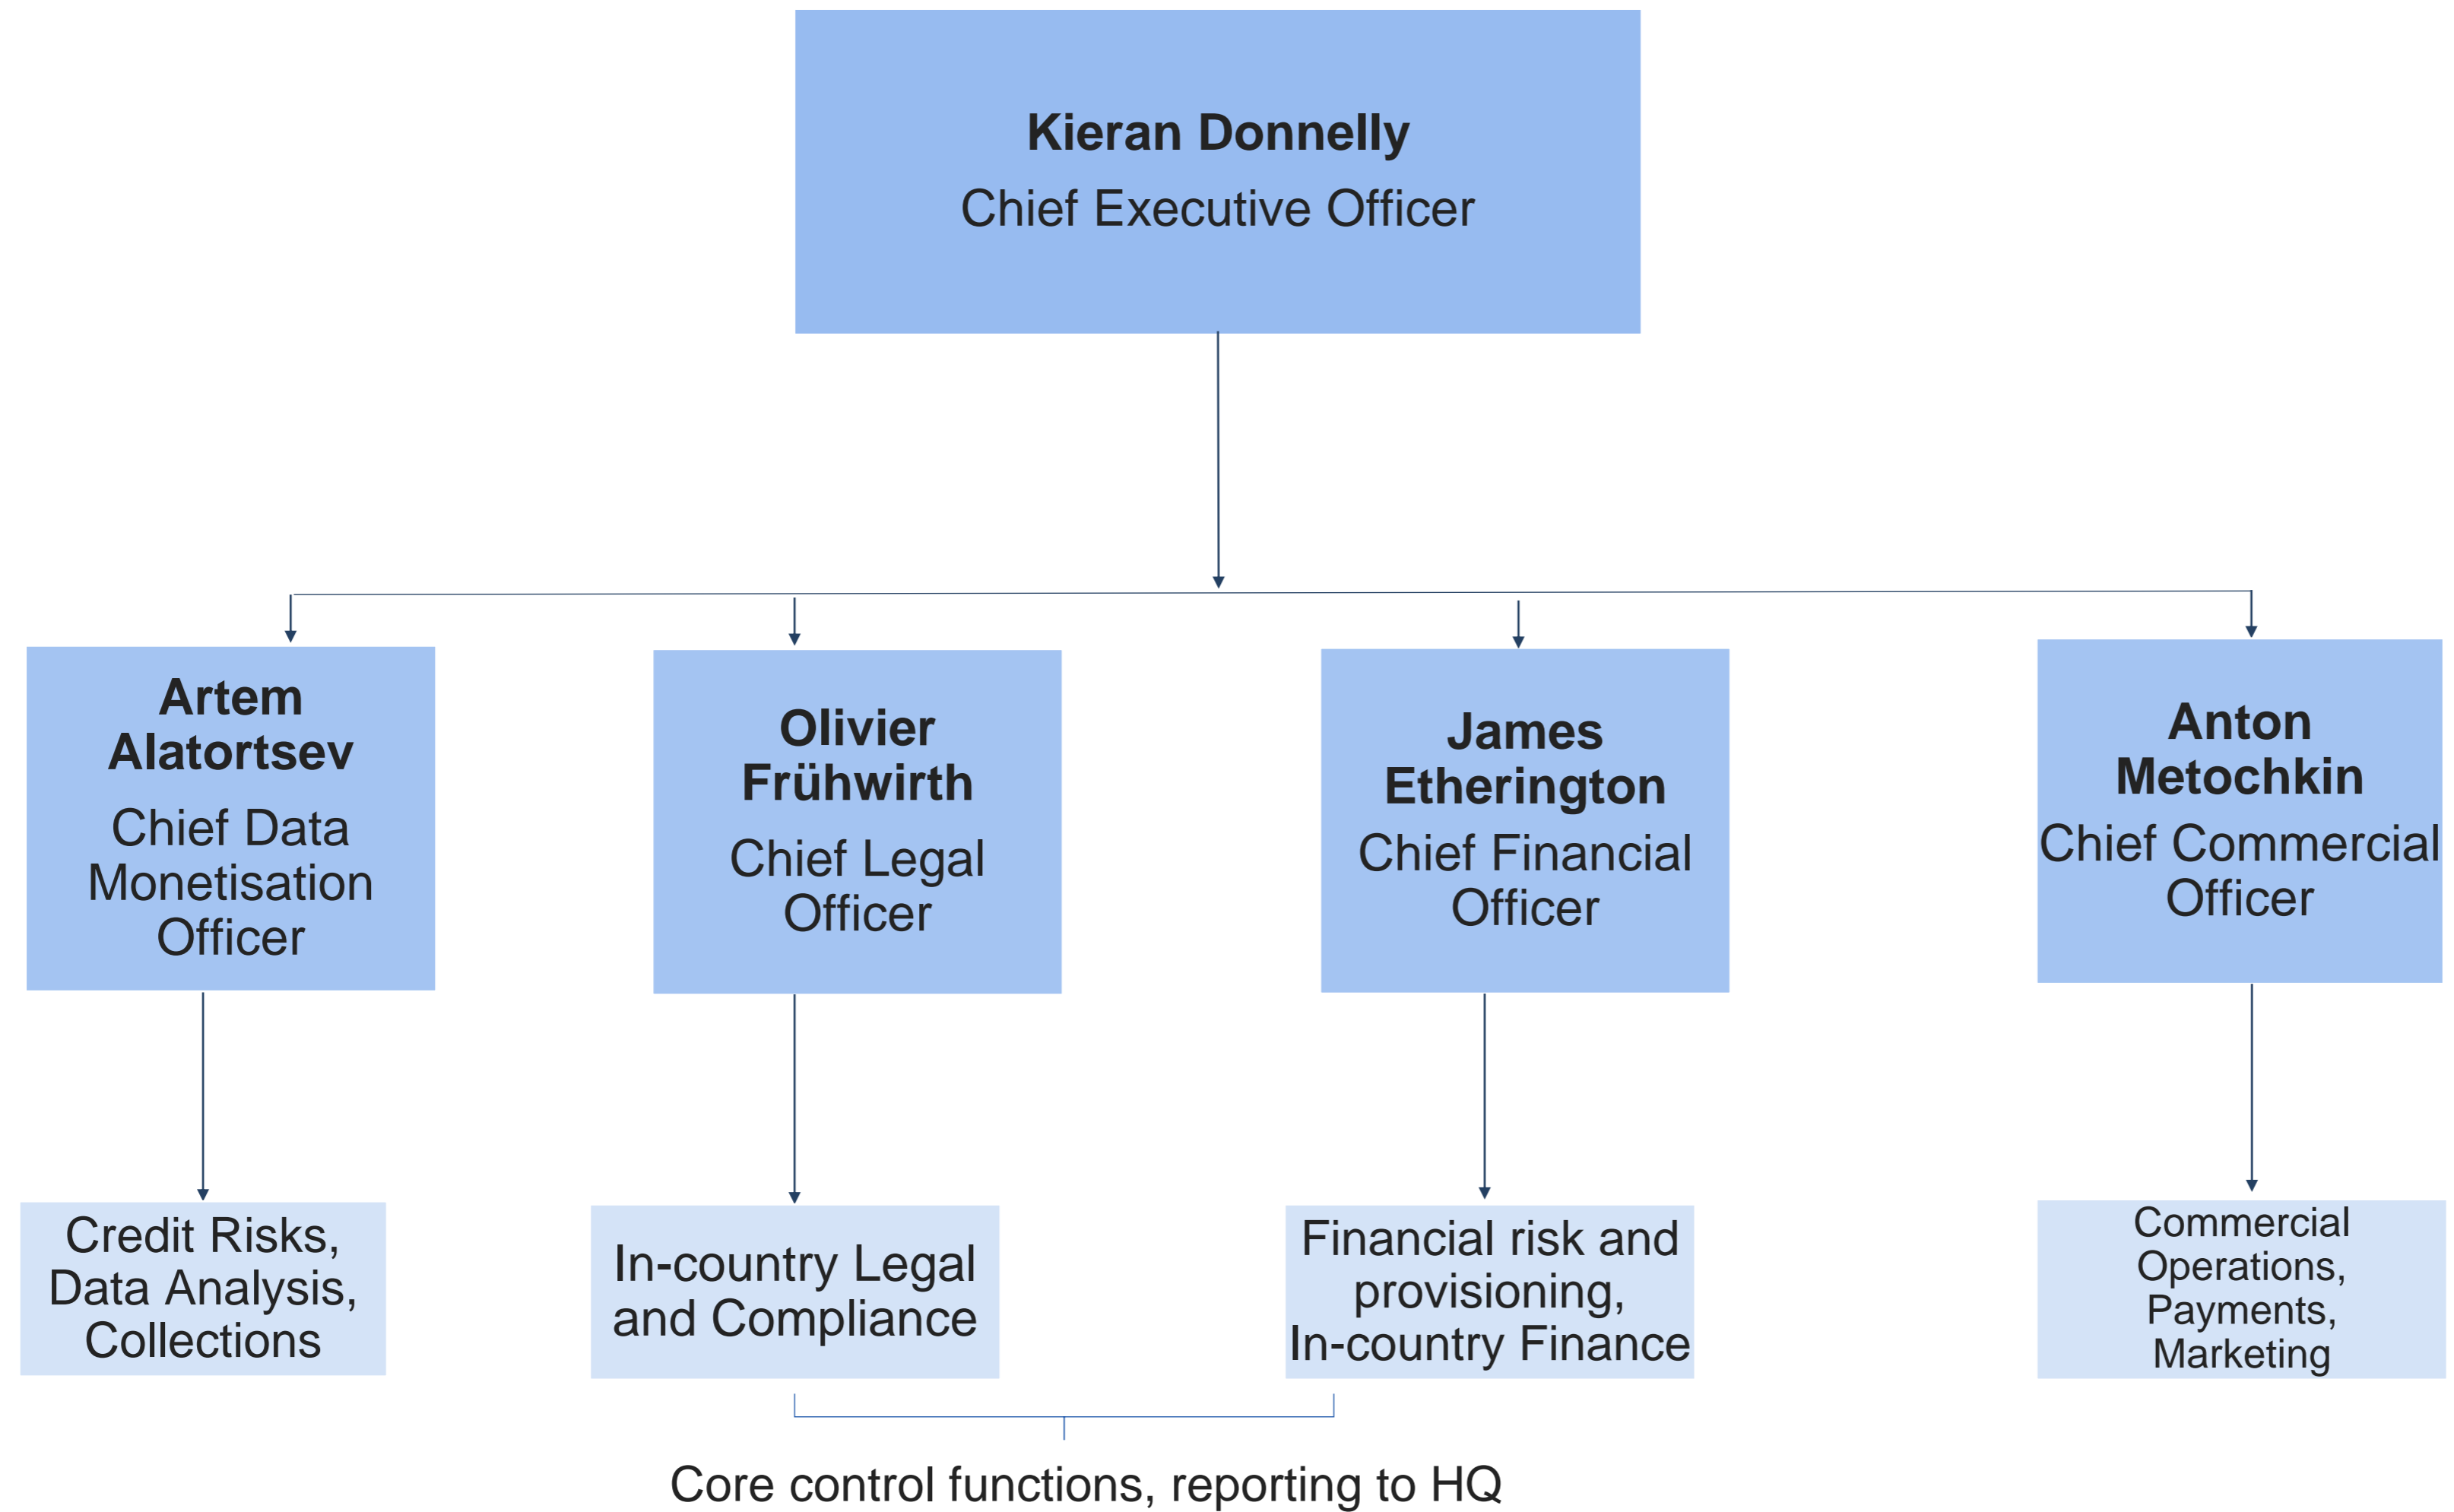 Kieran Donnelly
Chief Executive Officer
Artem
Alatortsev
Chief Data
Monetisation
Officer
Olivier
Frühwirth
Chief Legal
Officer
James
Etherington
Chief Financial
Officer
Anton
Metochkin
Chief Commercial
Officer
Credit Risks,
Data Analysis,
Collections
In-country Legal
and Compliance
Financial risk and
provisioning,
In-country Finance
Commercial
Operations,
Payments,
Marketing
Core control functions, reporting to HQ